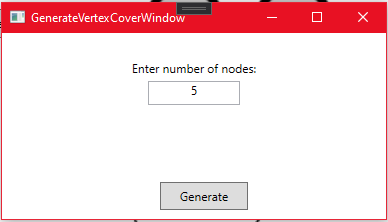 GenerateVertexCoverWindow
Enter number of nodes:
5
Generate